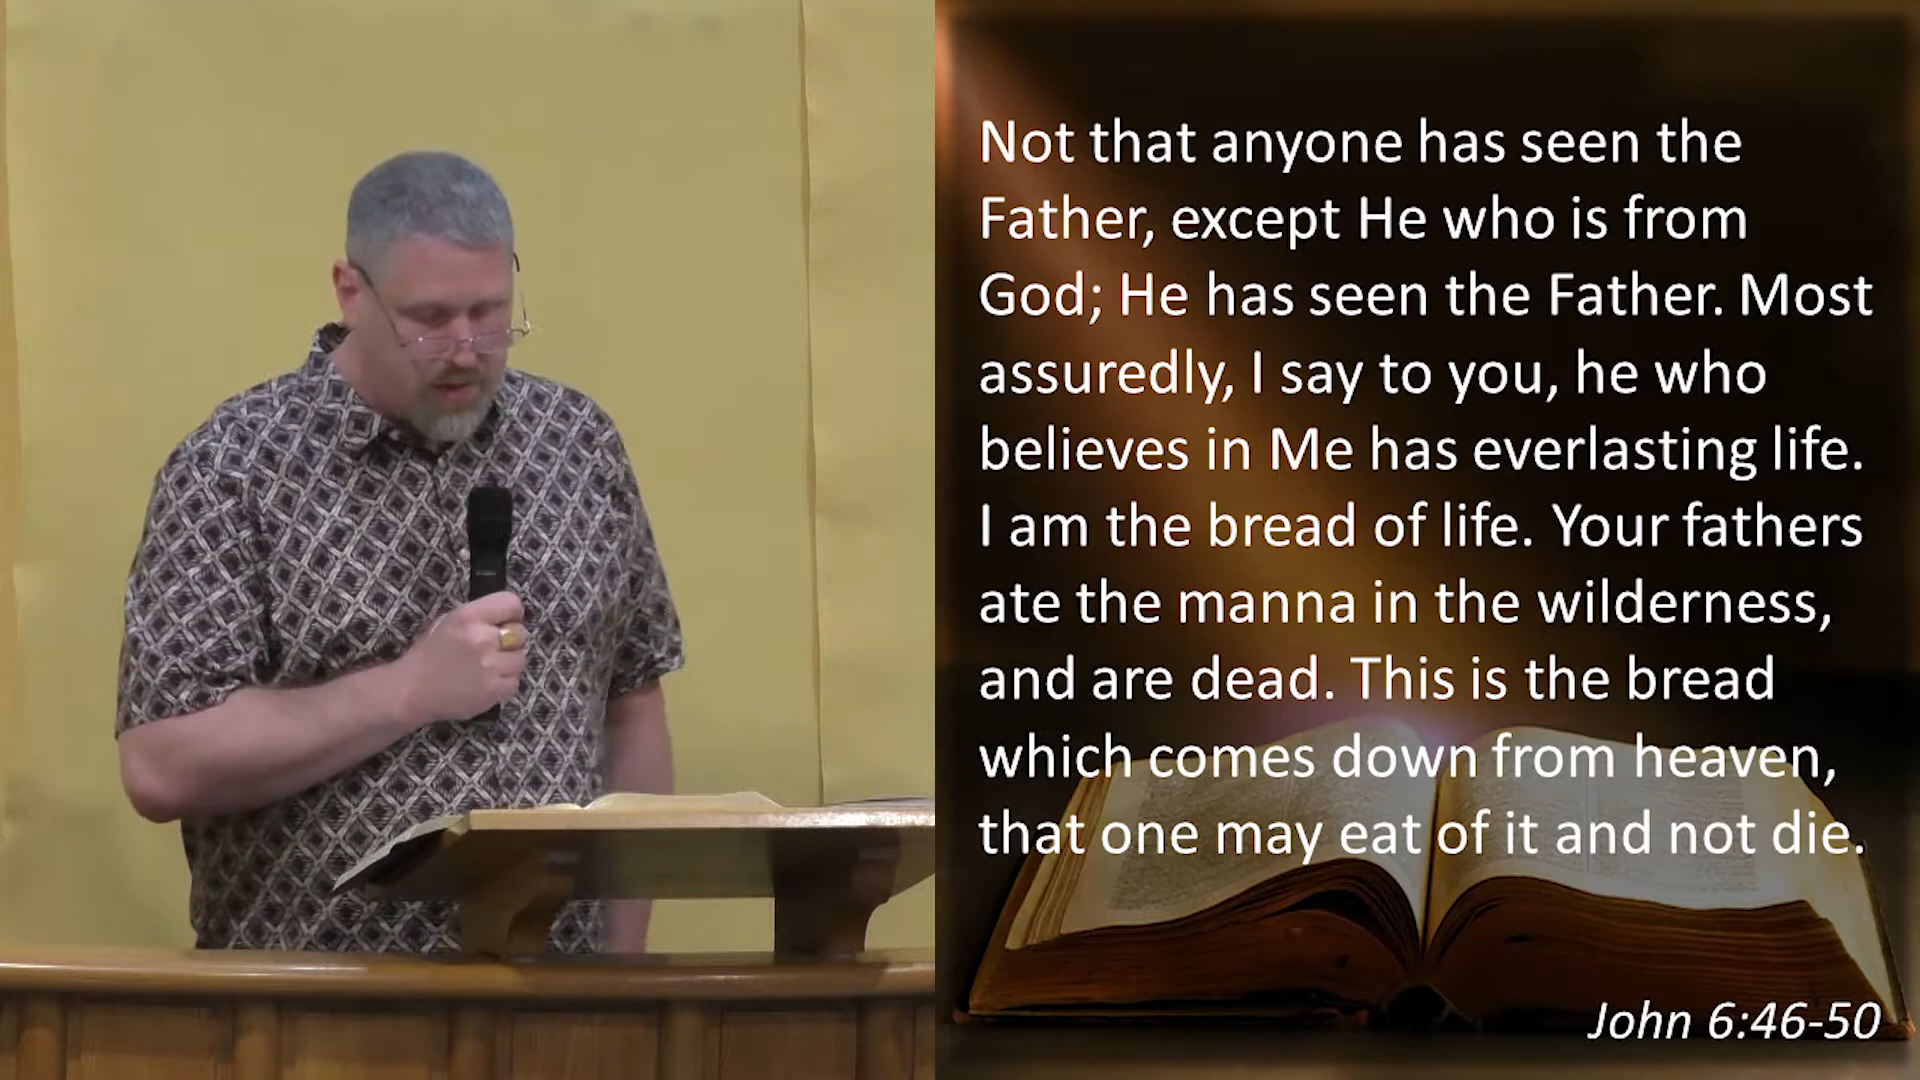 Not that anyone has seen the
Father, except He who is from
God; He has seen the Father. Most
assuredly, I say to you, he who
believes in Me has everlasting life.
I am the bread of life. Your fathers
ate the manna in the wilderness,
and are dead. This is the bread
which comes down from heaven,
that one may eat of it and not die.
John 6:46-50